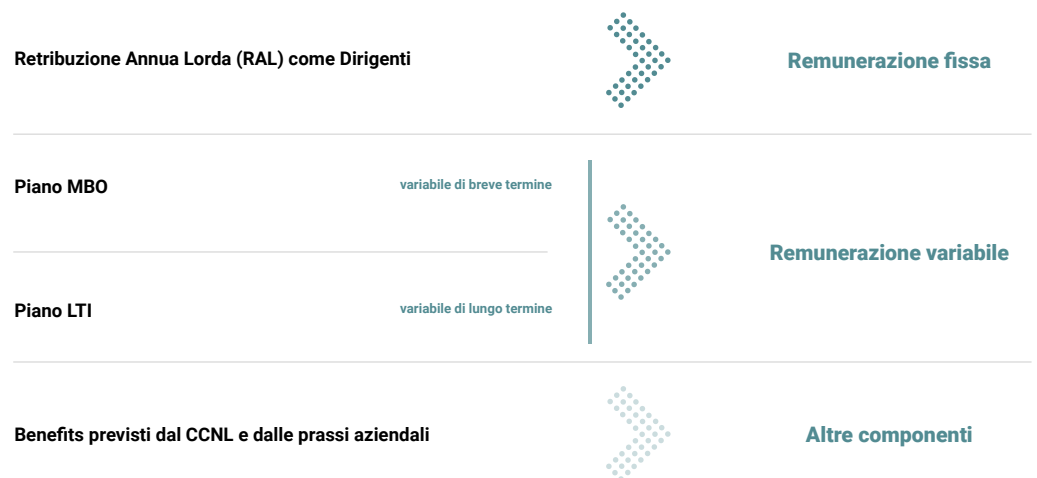 Retribuzione Annua Lorda (RAL) come Dirigenti
Remunerazione fissa
Piano MBO
variabile di breve termine
Remunerazione variabile
Piano LTI
variabile di lungo termine
Benefits previsti dal CCNL e dalle prassi aziendali
Altre componenti